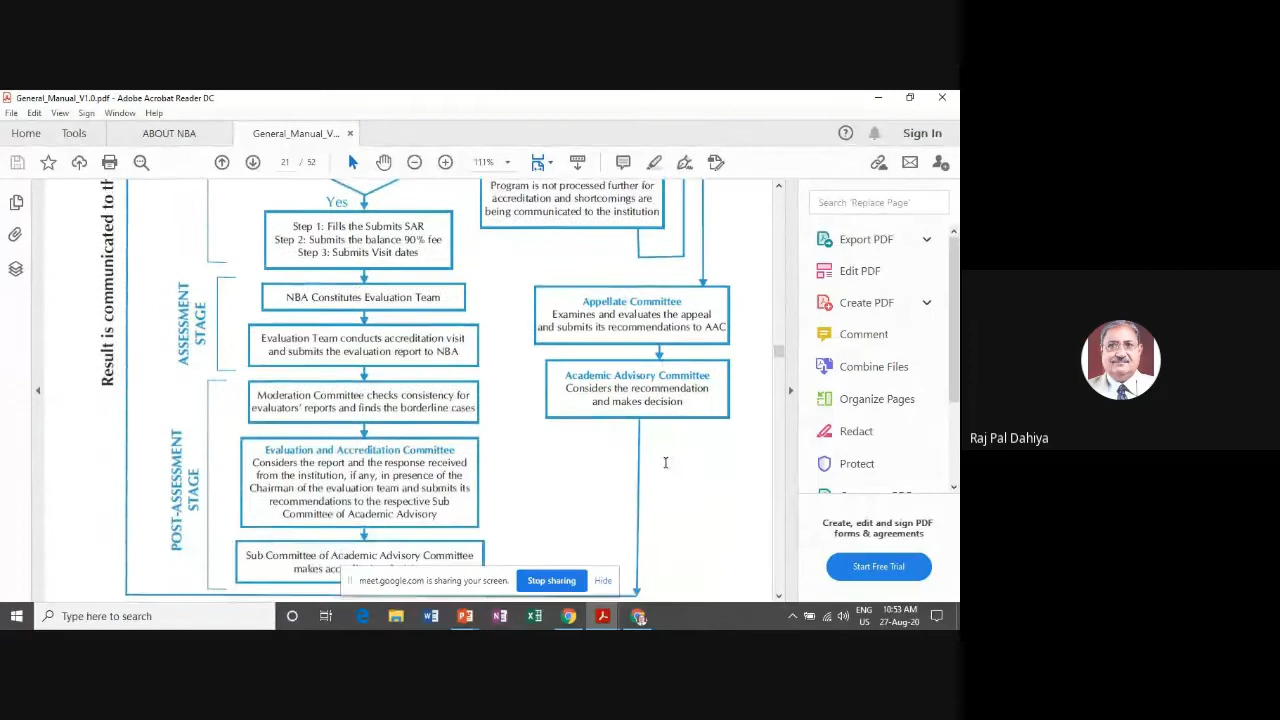 General_Manual_V1.0.pdf - Adobe Acrobat Reader DC
File Edit View Sign Window Help
Home Tools ABOUT NBA General_Manual_V... × Sign In
21 / 52 111%
Result is communicated to th
Yes
Step 1: Fills the Submits SAR
Step 2: Submits the balance 90% fee
Step 3: Submits Visit dates
Program is not processed further for
accreditation and shortcomings are
being communicated to the institution
ASSESSMENT
STAGE
NBA Constitutes Evaluation Team
Evaluation Team conducts accreditation visit
and submits the evaluation report to NBA
Appellate Committee
Examines and evaluates the appeal
and submits its recommendations to AAC
Academic Advisory Committee
Considers the recommendation
and makes decision
POST-ASSESSMENT
STAGE
Moderation Committee checks consistency for
evaluators' reports and finds the borderline cases
Evaluation and Accreditation Committee
Considers the report and the response received
from the institution, if any, in presence of the
Chairman of the evaluation team and submits its
recommendations to the respective Sub
Committee of Academic Advisory
Sub Committee of Academic Advisory Committee
makes
meet.google.com is sharing your screen. Stop sharing Hide
Search 'Replace Page'
Export PDF
Edit PDF
Create PDF
Comment
Combine Files
Organize Pages
Redact
Protect
Create, edit and sign PDF
forms & agreements
Start Free Trial
Type here to search
ENG
US
10:53 AM
27-Aug-20
Raj Pal Dahiya